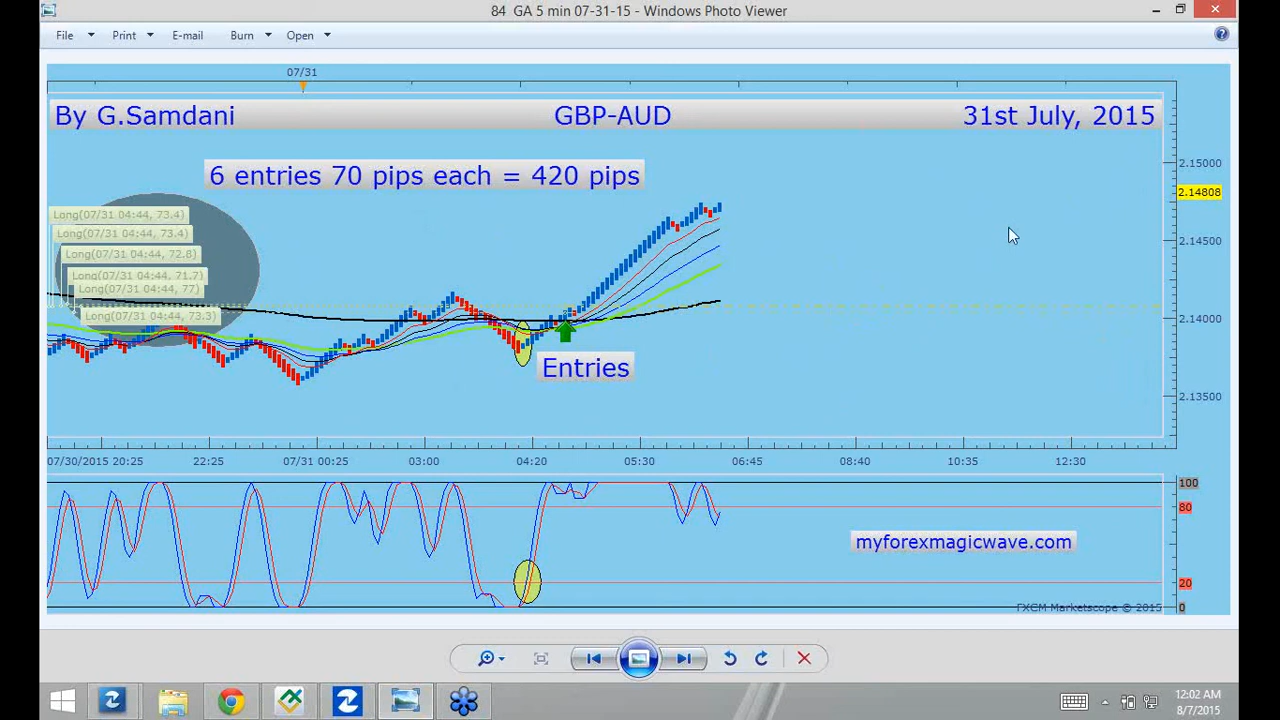 84 GA 5 min 07-31-15 - Windows Photo Viewer
File Print E-mail Burn Open
07/31
By G.Samdani GBP-AUD 31st July, 2015
6 entries 70 pips each = 420 pips
2.15000
2.14808
Long(07/31 04:44, 73.4)
Long(07/31 04:44, 73.4)
2.14500
Long(07/31 04:44, 72.8)
Long(07/31 04:44, 71.7)
Long(07/31 04:44, 77)
Long(07/31 04:44, 73.3)
2.14000
Entries
2.13500
07/30/2015 20:25 22:25 07/31 00:25 03:00 04:20 05:30 06:45 08:40 10:35 12:30
100
80
myforexmagicwave.com
20
FXCM Marketscope © 2015
0
12:02 AM
8/7/2015